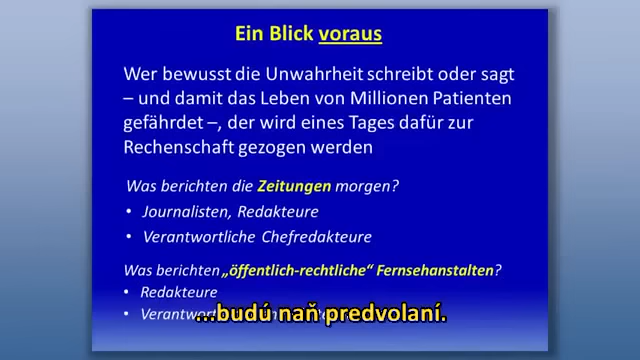 Ein Blick voraus
Wer bewusst die Unwahrheit schreibt oder sagt
– und damit das Leben von Millionen Patienten
gefährdet –, der wird eines Tages dafür zur
Rechenschaft gezogen werden
Was berichten die Zeitungen morgen?
• Journalisten, Redakteure
• Verantwortliche Chefredakteure
Was berichten „öffentlich-rechtliche“ Fernsehanstalten?
• Redakteure
...budú naň predvolaní.